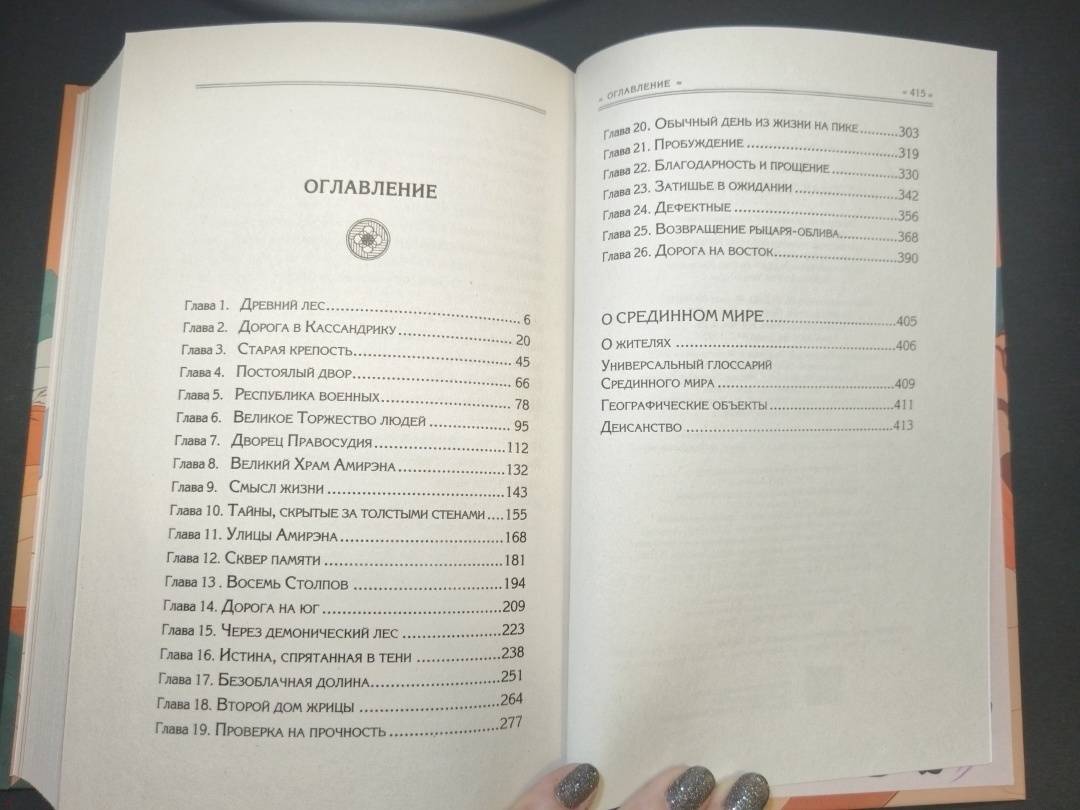 ОГЛАВЛЕНИЕ
Глава 1. Древний лес 6
Глава 2. Дорога в Кассандрику 20
Глава 3. Старая крепость 45
Глава 4. Постоялый двор 66
Глава 5. Республика военных 78
Глава 6. Великое Торжество людей 95
Глава 7. Дворец Правосудия 112
Глава 8. Великий Храм Амирэна 132
Глава 9. Смысл жизни 143
Глава 10. Тайны, скрытые за толстыми стенами 155
Глава 11. Улицы Амирэна 168
Глава 12. Сквер памяти 181
Глава 13 . Восемь Столпов 194
Глава 14. Дорога на юг 209
Глава 15. Через демонический лес 223
Глава 16. Истина, спрятанная в тени 238
Глава 17. Безоблачная долина 251
Глава 18. Второй дом жрицы 264
Глава 19. Проверка на прочность 277
« ОГЛАВЛЕНИЕ » « 415 »
Глава 20. Обычный день из жизни на пике 303
Глава 21. Пробуждение 319
Глава 22. Благодарность и прощение 330
Глава 23. Затишье в ожидании 342
Глава 24. Дефектные 356
Глава 25. Возвращение рыцаря-облива 368
Глава 26. Дорога на восток 390
О СРЕДИННОМ МИРЕ 405
О жителях 406
Универсальный глоссарий
Срединного мира 409
Географические объекты 411
Деисанство 413